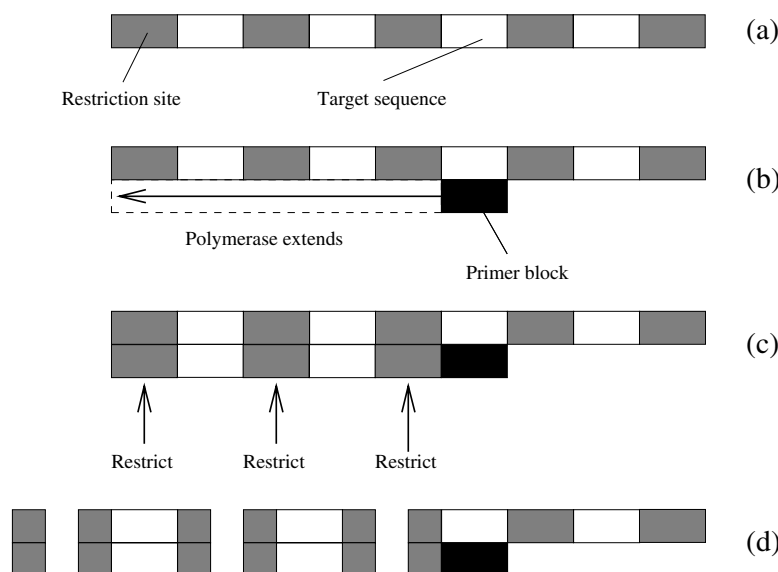 (a)
Restriction site
Target sequence
(b)
Polymerase extends
Primer block
(c)
Restrict Restrict Restrict
(d)